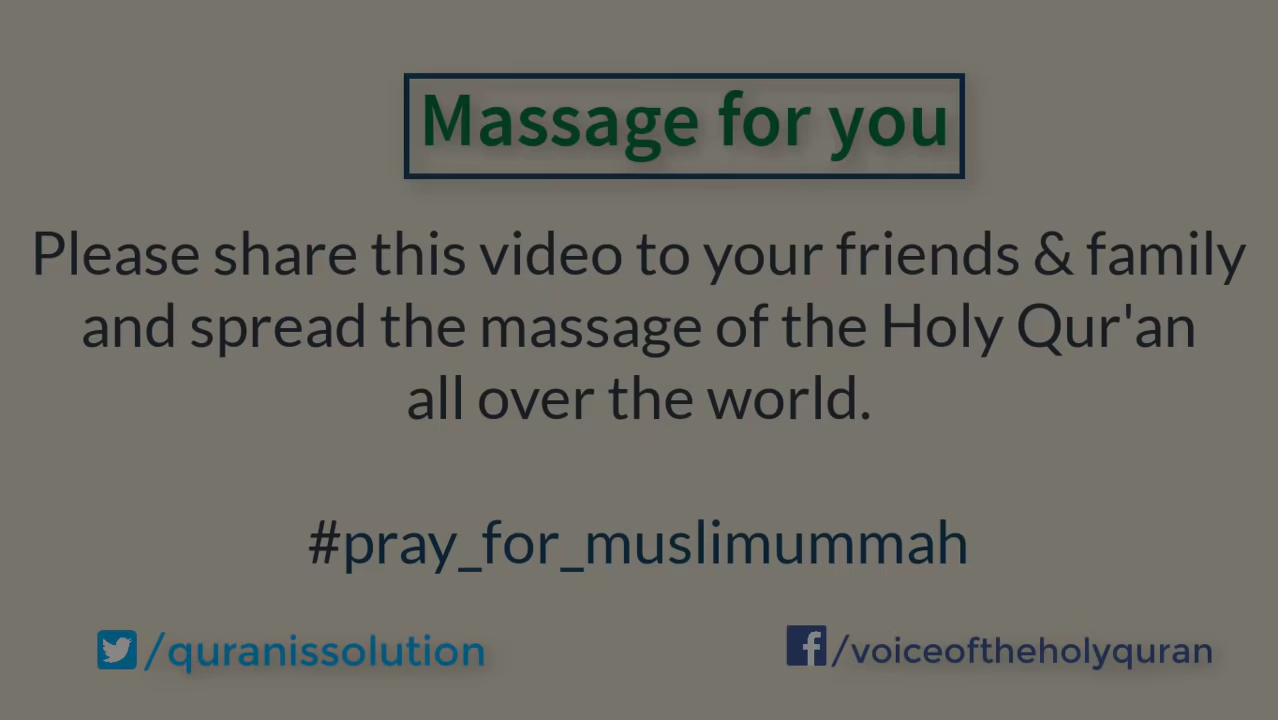 Massage for you
Please share this video to your friends & family
and spread the massage of the Holy Qur'an
all over the world.
#pray_for_muslimummah
/quranissolution
/voiceoftheholyquran